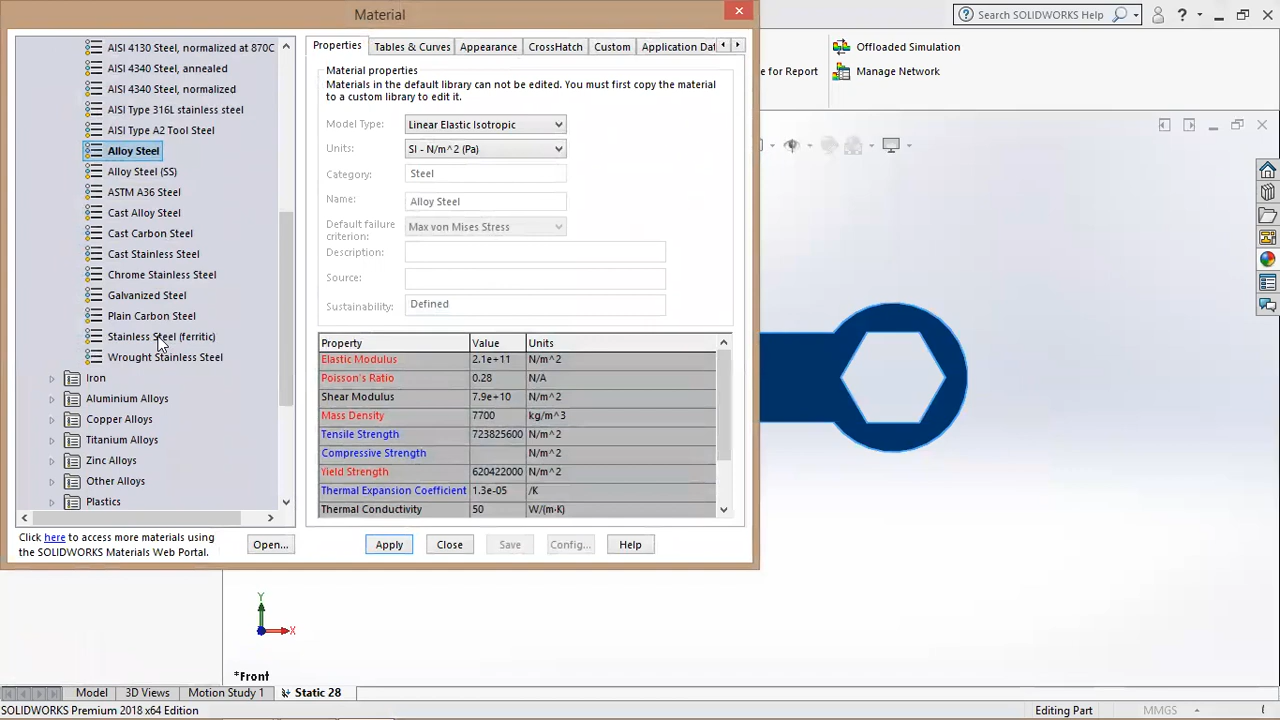 Material
Search SOLIDWORKS Help
AISI 4130 Steel, normalized at 870C
AISI 4340 Steel, annealed
AISI 4340 Steel, normalized
AISI Type 316L stainless steel
AISI Type A2 Tool Steel
Alloy Steel
Alloy Steel (SS)
ASTM A36 Steel
Cast Alloy Steel
Cast Carbon Steel
Cast Stainless Steel
Chrome Stainless Steel
Galvanized Steel
Plain Carbon Steel
Stainless Steel (ferritic)
Wrought Stainless Steel
Iron
Aluminium Alloys
Copper Alloys
Titanium Alloys
Zinc Alloys
Other Alloys
Plastics
Click here to access more materials using
the SOLIDWORKS Materials Web Portal.
Open...
Properties Tables & Curves Appearance CrossHatch Custom Application Dat
Material properties
Materials in the default library can not be edited. You must first copy the material
to a custom library to edit it.
Model Type: Linear Elastic Isotropic
Units: SI - N/m^2 (Pa)
Category: Steel
Name: Alloy Steel
Default failure
criterion: Max von Mises Stress
Description:
Source:
Sustainability: Defined
Property Value Units
Elastic Modulus 2.1e+11 N/m^2
Poisson's Ratio 0.28 N/A
Shear Modulus 7.9e+10 N/m^2
Mass Density 7700 kg/m^3
Tensile Strength 723825600 N/m^2
Compressive Strength N/m^2
Yield Strength 620422000 N/m^2
Thermal Expansion Coefficient 1.3e-05 /K
Thermal Conductivity 50 W/(m·K)
Apply Close Save Config... Help
Offloaded Simulation
e for Report Manage Network
Y
X
*Front
Model 3D Views Motion Study 1 Static 28
SOLIDWORKS Premium 2018 x64 Edition Editing Part MMGS